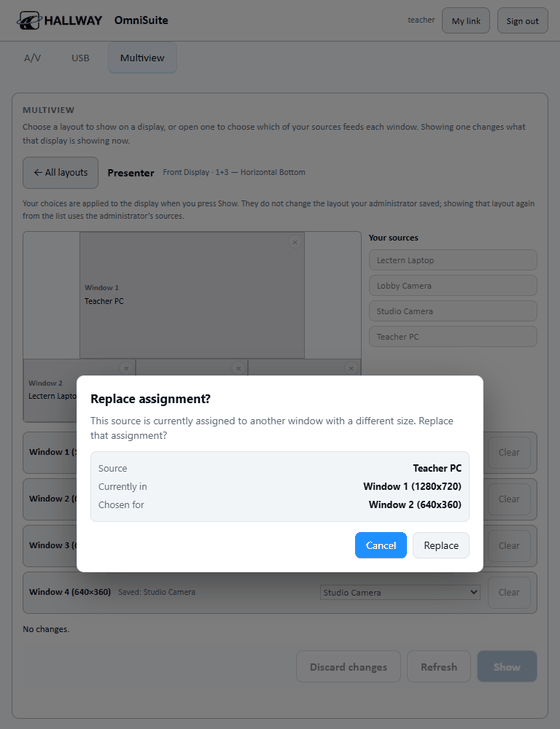 HALLWAY OmniSuite
teacher
My link
Sign out
A/V
USB
Multiview
MULTIVIEW
Choose a layout to show on a display, or open one to choose which of your sources feeds each window. Showing one changes what
that display is showing now.
← All layouts
Presenter
Front Display · 1+3 — Horizontal Bottom
Your choices are applied to the display when you press Show. They do not change the layout your administrator saved; showing that layout again
from the list uses the administrator's sources.
Window 1
Teacher PC
Your sources
Lectern Laptop
Lobby Camera
Studio Camera
Teacher PC
Window 2
Lectern
Replace assignment?
This source is currently assigned to another window with a different size. Replace
that assignment?
Source Teacher PC
Currently in Window 1 (1280x720)
Chosen for Window 2 (640x360)
Cancel
Replace
Window 1
Clear
Window 2
Clear
Window 3
Clear
Window 4 (640×360) Saved: Studio Camera
Studio Camera
Clear
No changes.
Discard changes
Refresh
Show